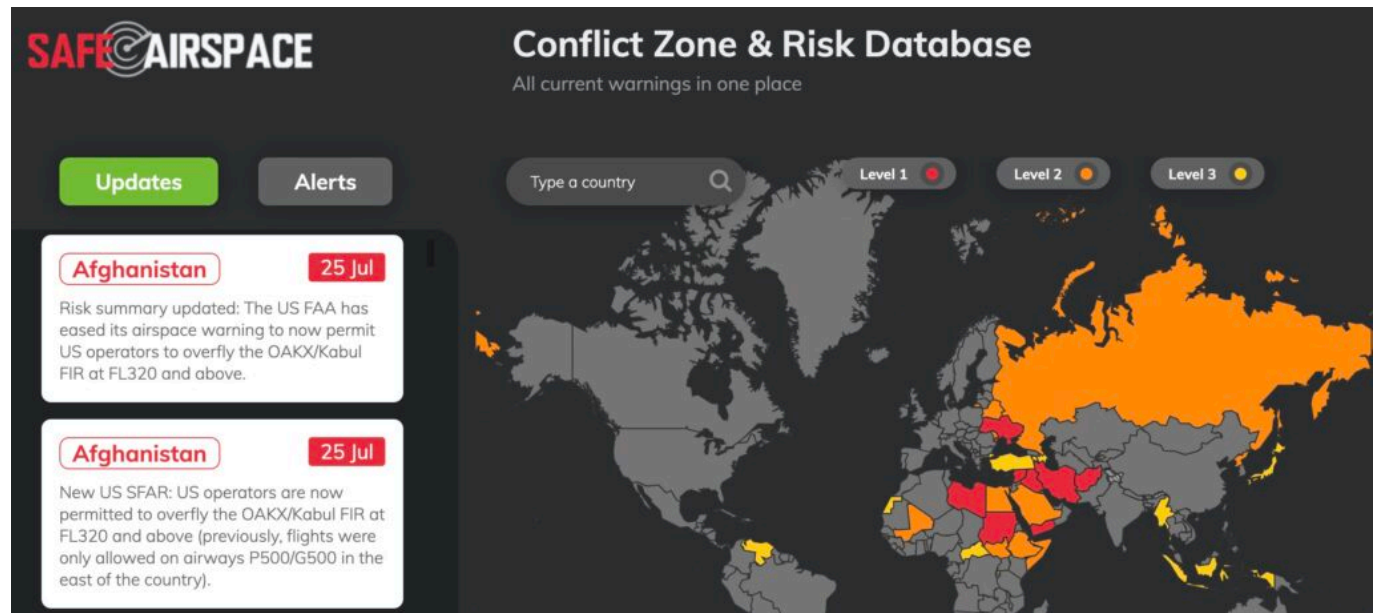 SAFE AIRSPACE
Conflict Zone & Risk Database
All current warnings in one place
Updates
Alerts
Type a country
Level 1
Level 2
Level 3
Afghanistan
25 Jul
Risk summary updated: The US FAA has
eased its airspace warning to now permit
US operators to overfly the OAKX/Kabul
FIR at FL320 and above.
Afghanistan
25 Jul
New US SFAR: US operators are now
permitted to overfly the OAKX/Kabul FIR at
FL320 and above (previously, flights were
only allowed on airways P500/G500 in the
east of the country).